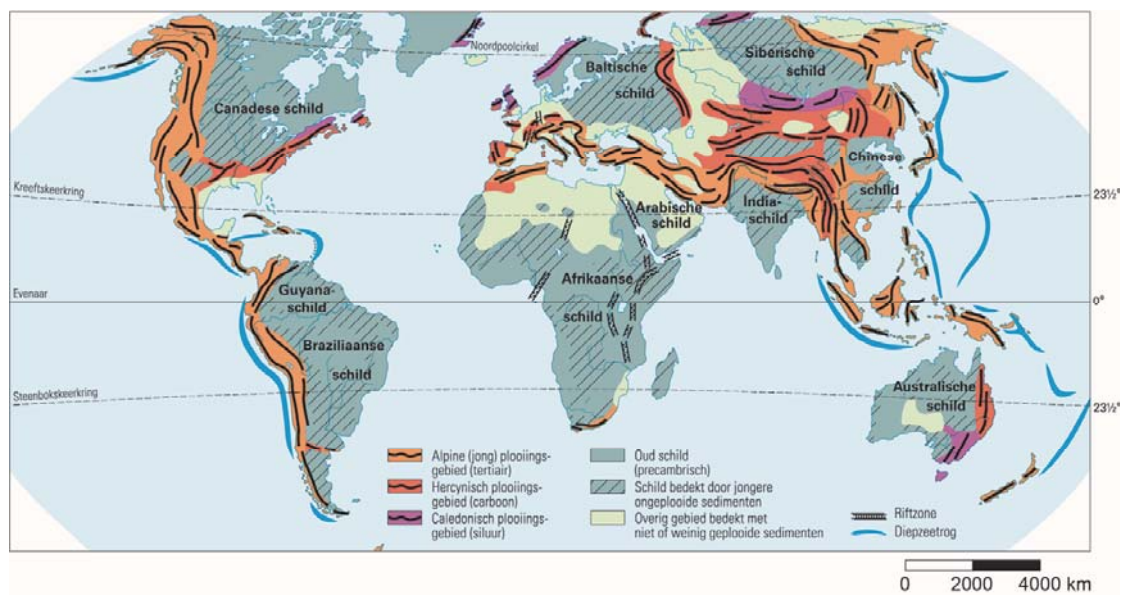 Noordpoolcirkel
Siberische
schild
Baltische
schild
Canadese schild
Chinese
schild
Kreeftskeerkring
23½°
Arabische
schild
India-
schild
Afrikaanse
schild
Evenaar
0°
Guyana-
schild
Braziliaanse
schild
Steenbokskeerkring
Australische
schild
23½°
Alpine (jong) plooiings-
gebied (tertiair)
Hercynisch plooiings-
gebied (carboon)
Caledonisch plooiings-
gebied (siluur)
Oud schild
(precambrisch)
Schild bedekt door jongere
ongeplooide sedimenten
Overig gebied bedekt met
niet of weinig geplooide sedimenten
Riftzone
Diepzeetrog
0 2000 4000 km